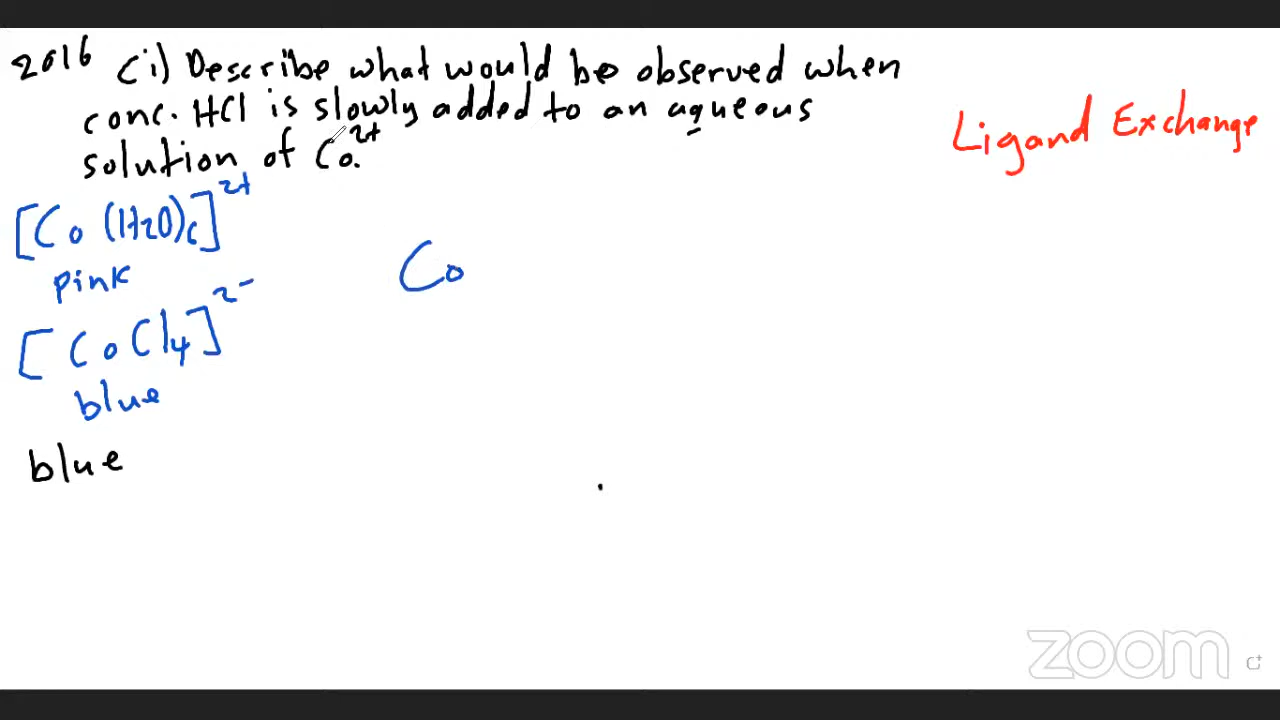 2016 (i) Describe what would be observed when
conc. HCl is slowly added to an aqueous
solution of Co²⁺.
Ligand Exchange
[Co (H₂O)₆]²⁺
pink
Co
[CoCl₄]²⁻
blue
blue
zoom